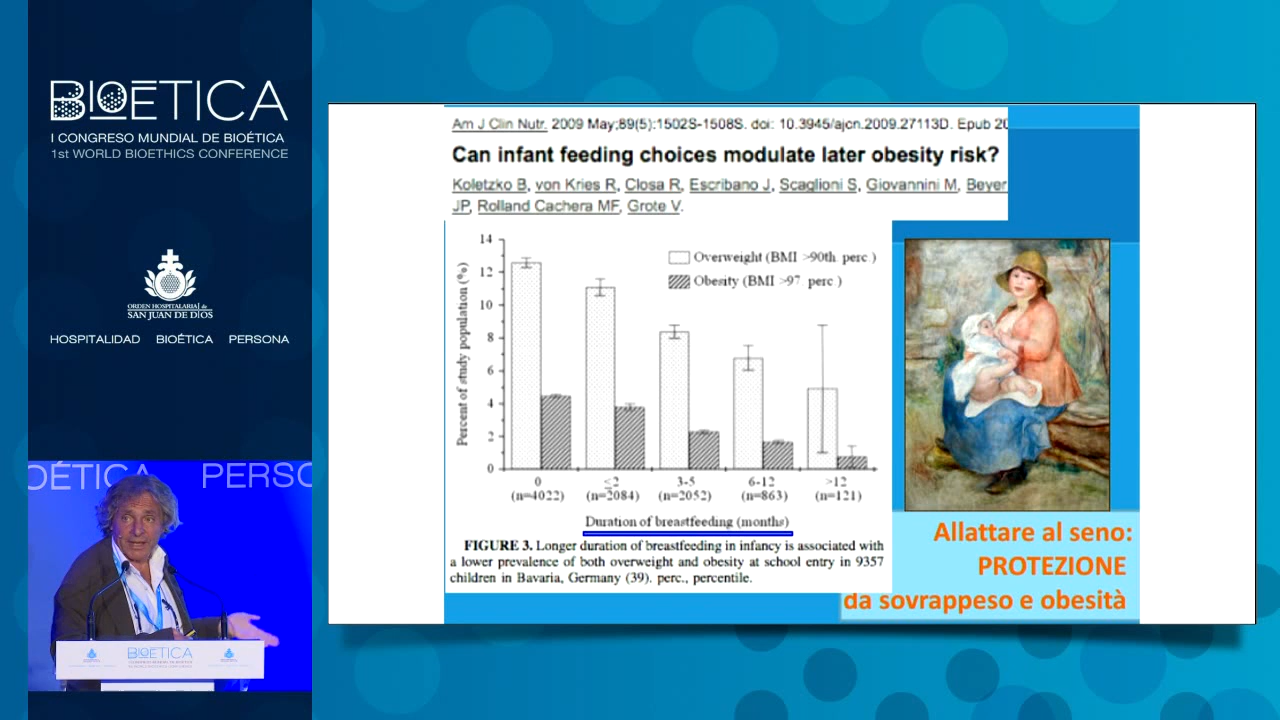 BIOETICA
I CONGRESO MUNDIAL DE BIOÉTICA
1st WORLD BIOETHICS CONFERENCE
ORDEN HOSPITALARIA de
SAN JUAN DE DIOS
HOSPITALIDAD BIOÉTICA PERSONA
OÉTICA PERSO
BIOETICA
Am J Clin Nutr. 2009 May;89(5):1502S-1508S. doi: 10.3945/ajcn.2009.27113D. Epub 20
Can infant feeding choices modulate later obesity risk?
Koletzko B, von Kries R, Closa R, Escribano J, Scaglioni S, Giovannini M, Beyer
JP, Rolland Cachera MF, Grote V.
14
12
10
8
6
4
2
0
Percent of study population (%)
Overweight (BMI >90th perc.)
Obesity (BMI >97 perc.)
0 ≤2 3-5 6-12 >12
(n=4022) (n=2084) (n=2052) (n=863) (n=121)
Duration of breastfeeding (months)
FIGURE 3. Longer duration of breastfeeding in infancy is associated with
a lower prevalence of both overweight and obesity at school entry in 9357
children in Bavaria, Germany (39). perc., percentile.
Allattare al seno:
PROTEZIONE
da sovrappeso e obesità